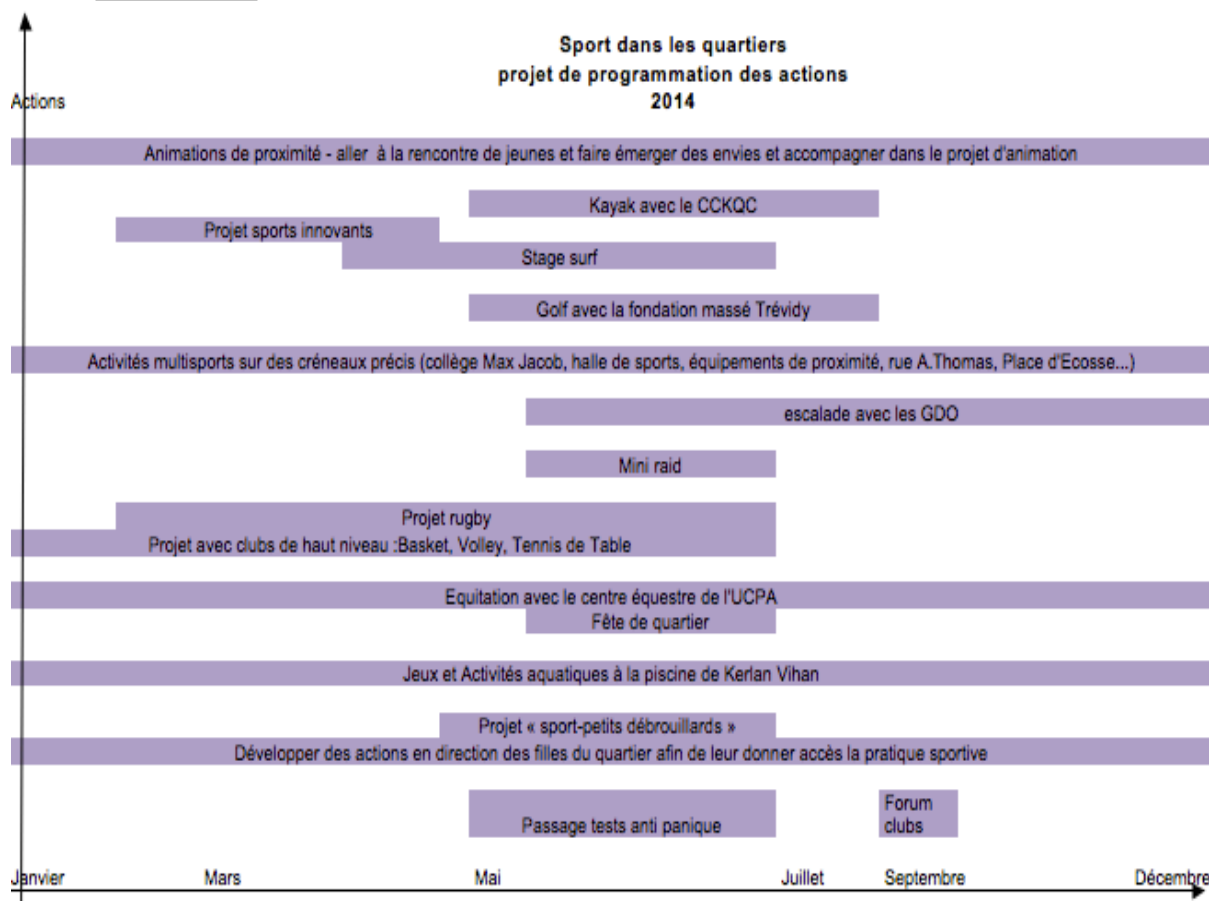 Sport dans les quartiers
projet de programmation des actions
2014
Actions
Animations de proximité - aller à la rencontre de jeunes et faire émerger des envies et accompagner dans le projet d'animation
Kayak avec le CCKQC
Projet sports innovants
Stage surf
Golf avec la fondation massé Trévidy
Activités multisports sur des créneaux précis (collège Max Jacob, halle de sports, équipements de proximité, rue A.Thomas, Place d'Ecosse...)
escalade avec les GDO
Mini raid
Projet rugby
Projet avec clubs de haut niveau :Basket, Volley, Tennis de Table
Equitation avec le centre équestre de l'UCPA
Fête de quartier
Jeux et Activités aquatiques à la piscine de Kerlan Vihan
Projet « sport-petits débrouillards »
Développer des actions en direction des filles du quartier afin de leur donner accès la pratique sportive
Forum
clubs
Passage tests anti panique
Janvier Mars Mai Juillet Septembre Décembre